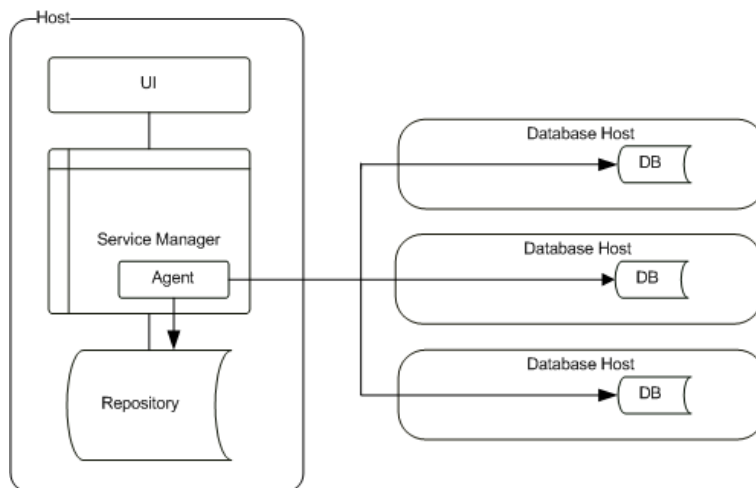 Host
UI
Service Manager
Agent
Repository
Database Host
DB
Database Host
DB
Database Host
DB